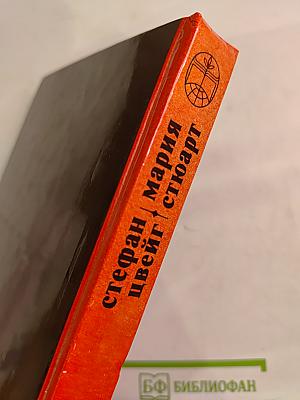 стефан цвейг
мария стюарт
БФ БИБЛИОФАН